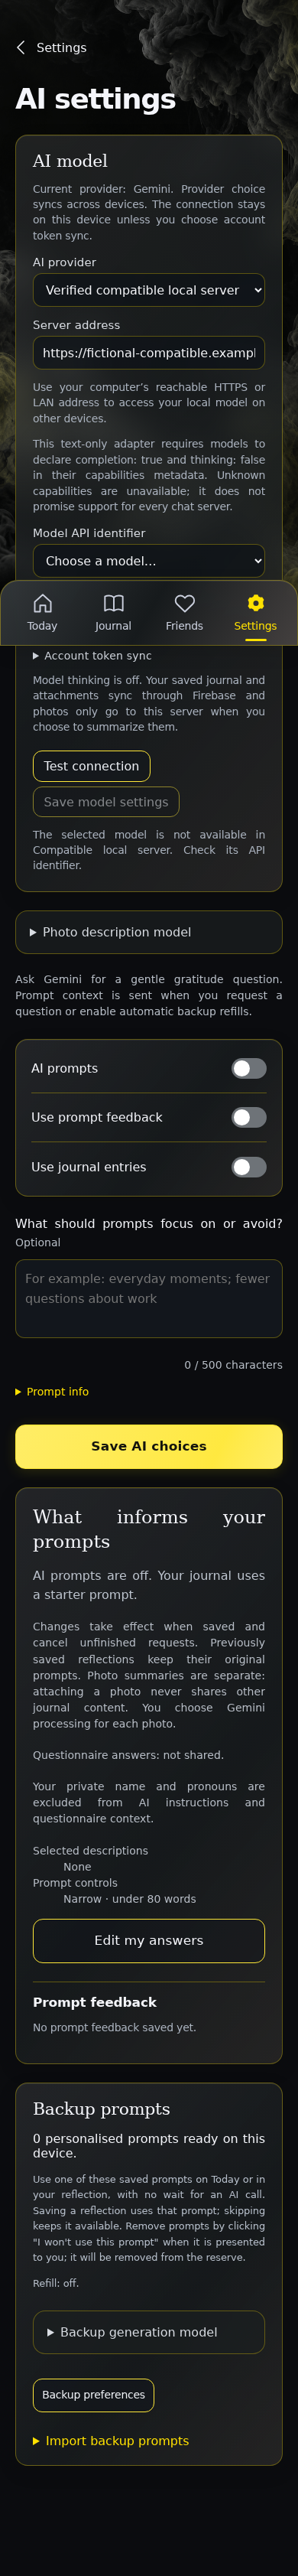 Settings
AI settings
AI model
Current provider: Gemini. Provider choice
syncs across devices. The connection stays
on this device unless you choose account
token sync.
AI provider
Verified compatible local server
Server address
https://fictional-compatible.exampl
Use your computer’s reachable HTTPS or
LAN address to access your local model on
other devices.
This text-only adapter requires models to
declare completion: true and thinking: false
in their capabilities metadata. Unknown
capabilities are unavailable; it does not
promise support for every chat server.
Model API identifier
Choose a model...
Today
Journal
Friends
Settings
Account token sync
Model thinking is off. Your saved journal and
attachments sync through Firebase and
photos only go to this server when you
choose to summarize them.
Test connection
Save model settings
The selected model is not available in
Compatible local server. Check its API
identifier.
Photo description model
Ask Gemini for a gentle gratitude question.
Prompt context is sent when you request a
question or enable automatic backup refills.
AI prompts
Use prompt feedback
Use journal entries
What should prompts focus on or avoid?
Optional
For example: everyday moments; fewer
questions about work
0 / 500 characters
Prompt info
Save AI choices
What informs your
prompts
AI prompts are off. Your journal uses
a starter prompt.
Changes take effect when saved and
cancel unfinished requests. Previously
saved reflections keep their original
prompts. Photo summaries are separate:
attaching a photo never shares other
journal content. You choose Gemini
processing for each photo.
Questionnaire answers: not shared.
Your private name and pronouns are
excluded from AI instructions and
questionnaire context.
Selected descriptions
None
Prompt controls
Narrow · under 80 words
Edit my answers
Prompt feedback
No prompt feedback saved yet.
Backup prompts
0 personalised prompts ready on this
device.
Use one of these saved prompts on Today or in
your reflection, with no wait for an AI call.
Saving a reflection uses that prompt; skipping
keeps it available. Remove prompts by clicking
"I won't use this prompt" when it is presented
to you; it will be removed from the reserve.
Refill: off.
Backup generation model
Backup preferences
Import backup prompts